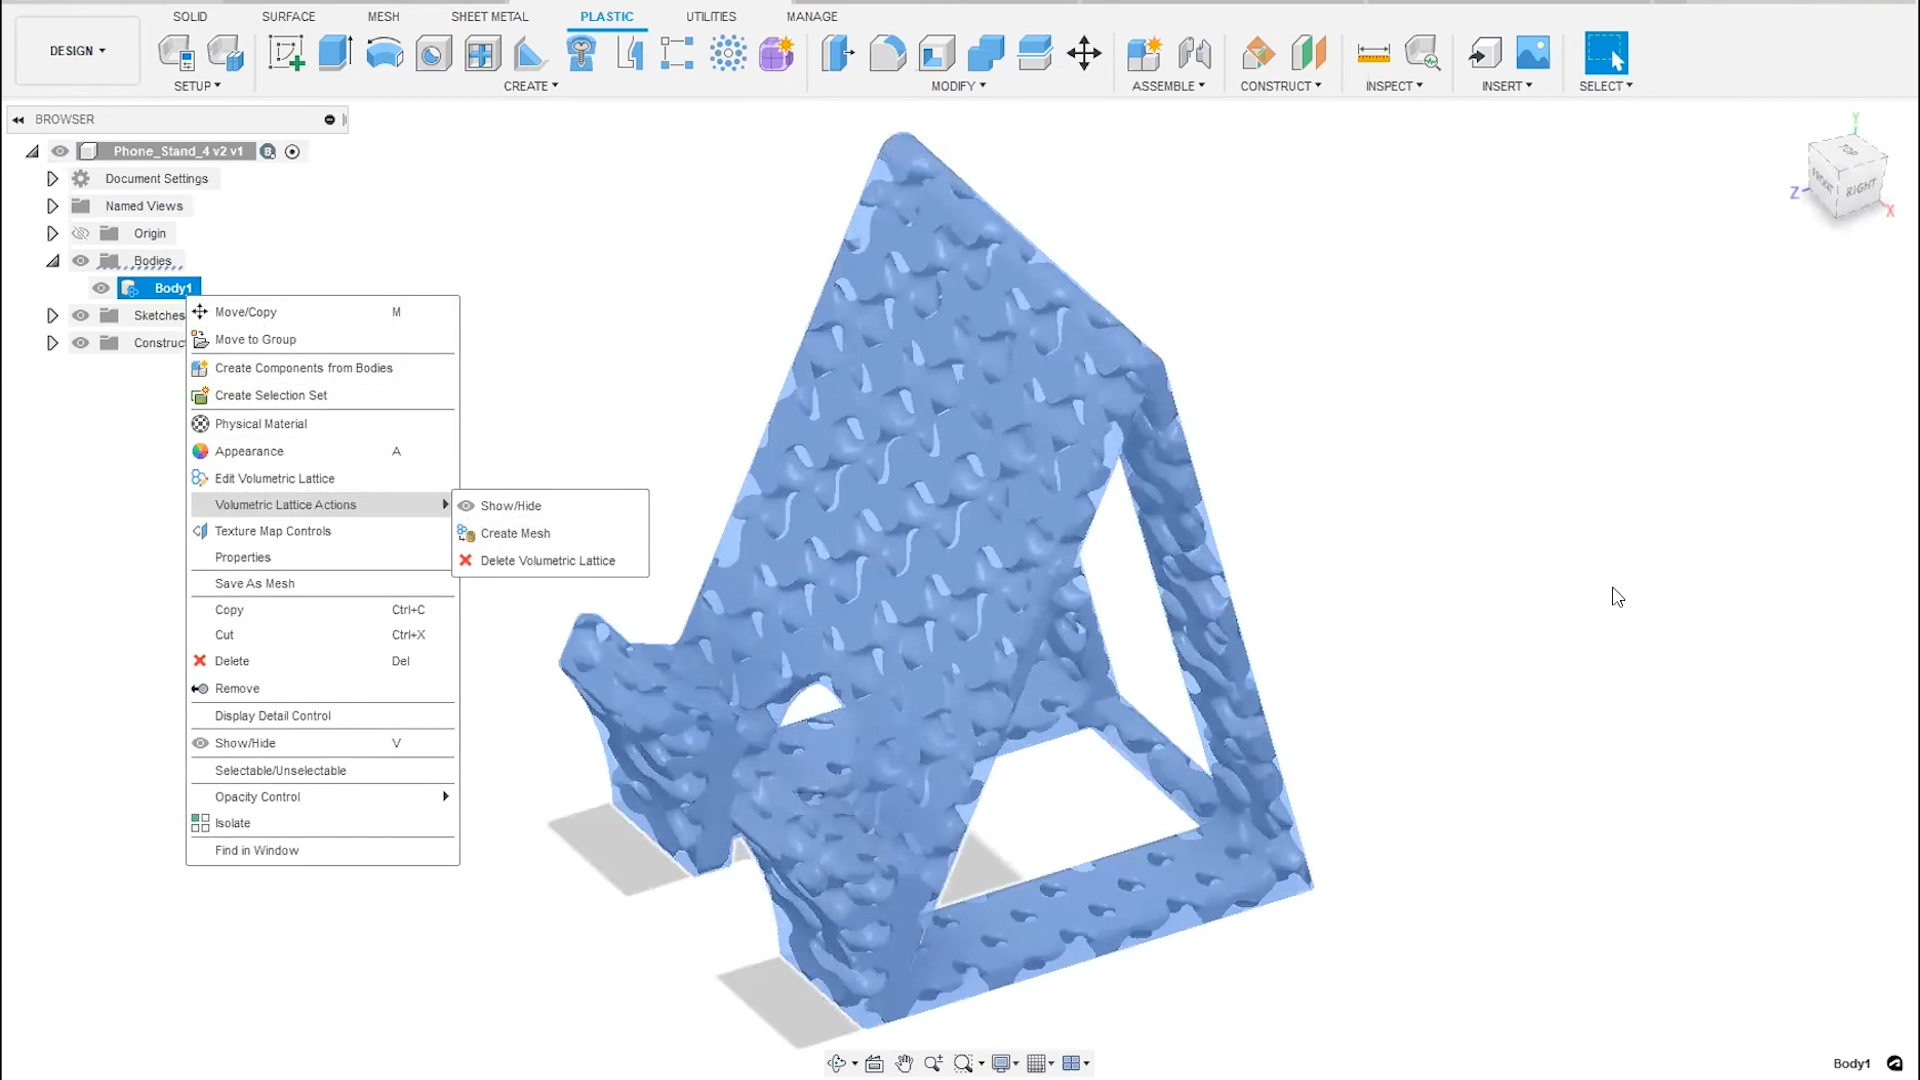 SOLID
SURFACE
MESH
SHEET METAL
PLASTIC
UTILITIES
MANAGE
DESIGN
SETUP
CREATE
MODIFY
ASSEMBLE
CONSTRUCT
INSPECT
INSERT
SELECT
BROWSER
Phone_Stand_4 v2 v1
Document Settings
Named Views
Origin
Bodies
Body1
Sketches
Construc
Move/Copy M
Move to Group
Create Components from Bodies
Create Selection Set
Physical Material
Appearance A
Edit Volumetric Lattice
Volumetric Lattice Actions
Texture Map Controls
Properties
Save As Mesh
Copy Ctrl+C
Cut Ctrl+X
Delete Del
Remove
Display Detail Control
Show/Hide V
Selectable/Unselectable
Opacity Control
Isolate
Find in Window
Show/Hide
Create Mesh
Delete Volumetric Lattice
Y
TOP
FRONT
RIGHT
Z
X
Body1